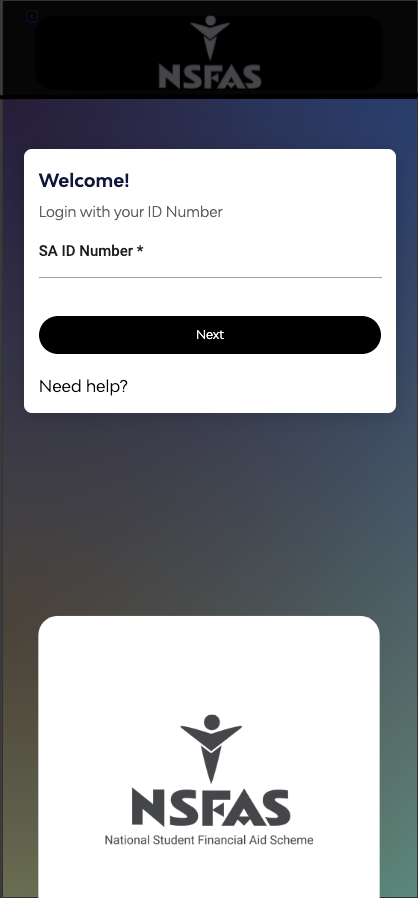 NSFAS
Welcome!
Login with your ID Number
SA ID Number *
Next
Need help?
NSFAS
National Student Financial Aid Scheme